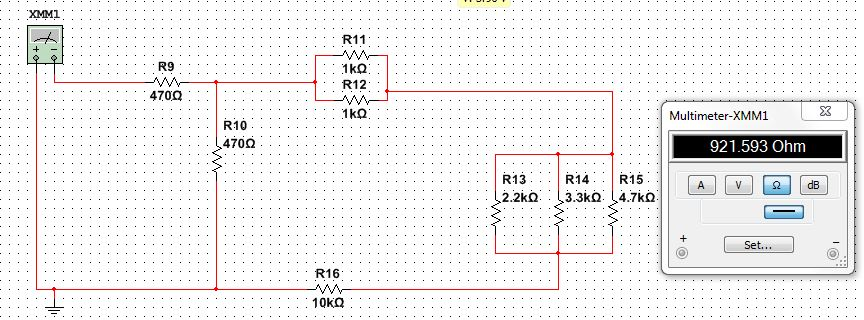 XMM1
R9
470Ω
R10
470Ω
R11
1kΩ
R12
1kΩ
R13
2.2kΩ
R14
3.3kΩ
R15
4.7kΩ
R16
10kΩ
Multimeter-XMM1
921.593 Ohm
A
V
Ω
dB
+
Set...
-